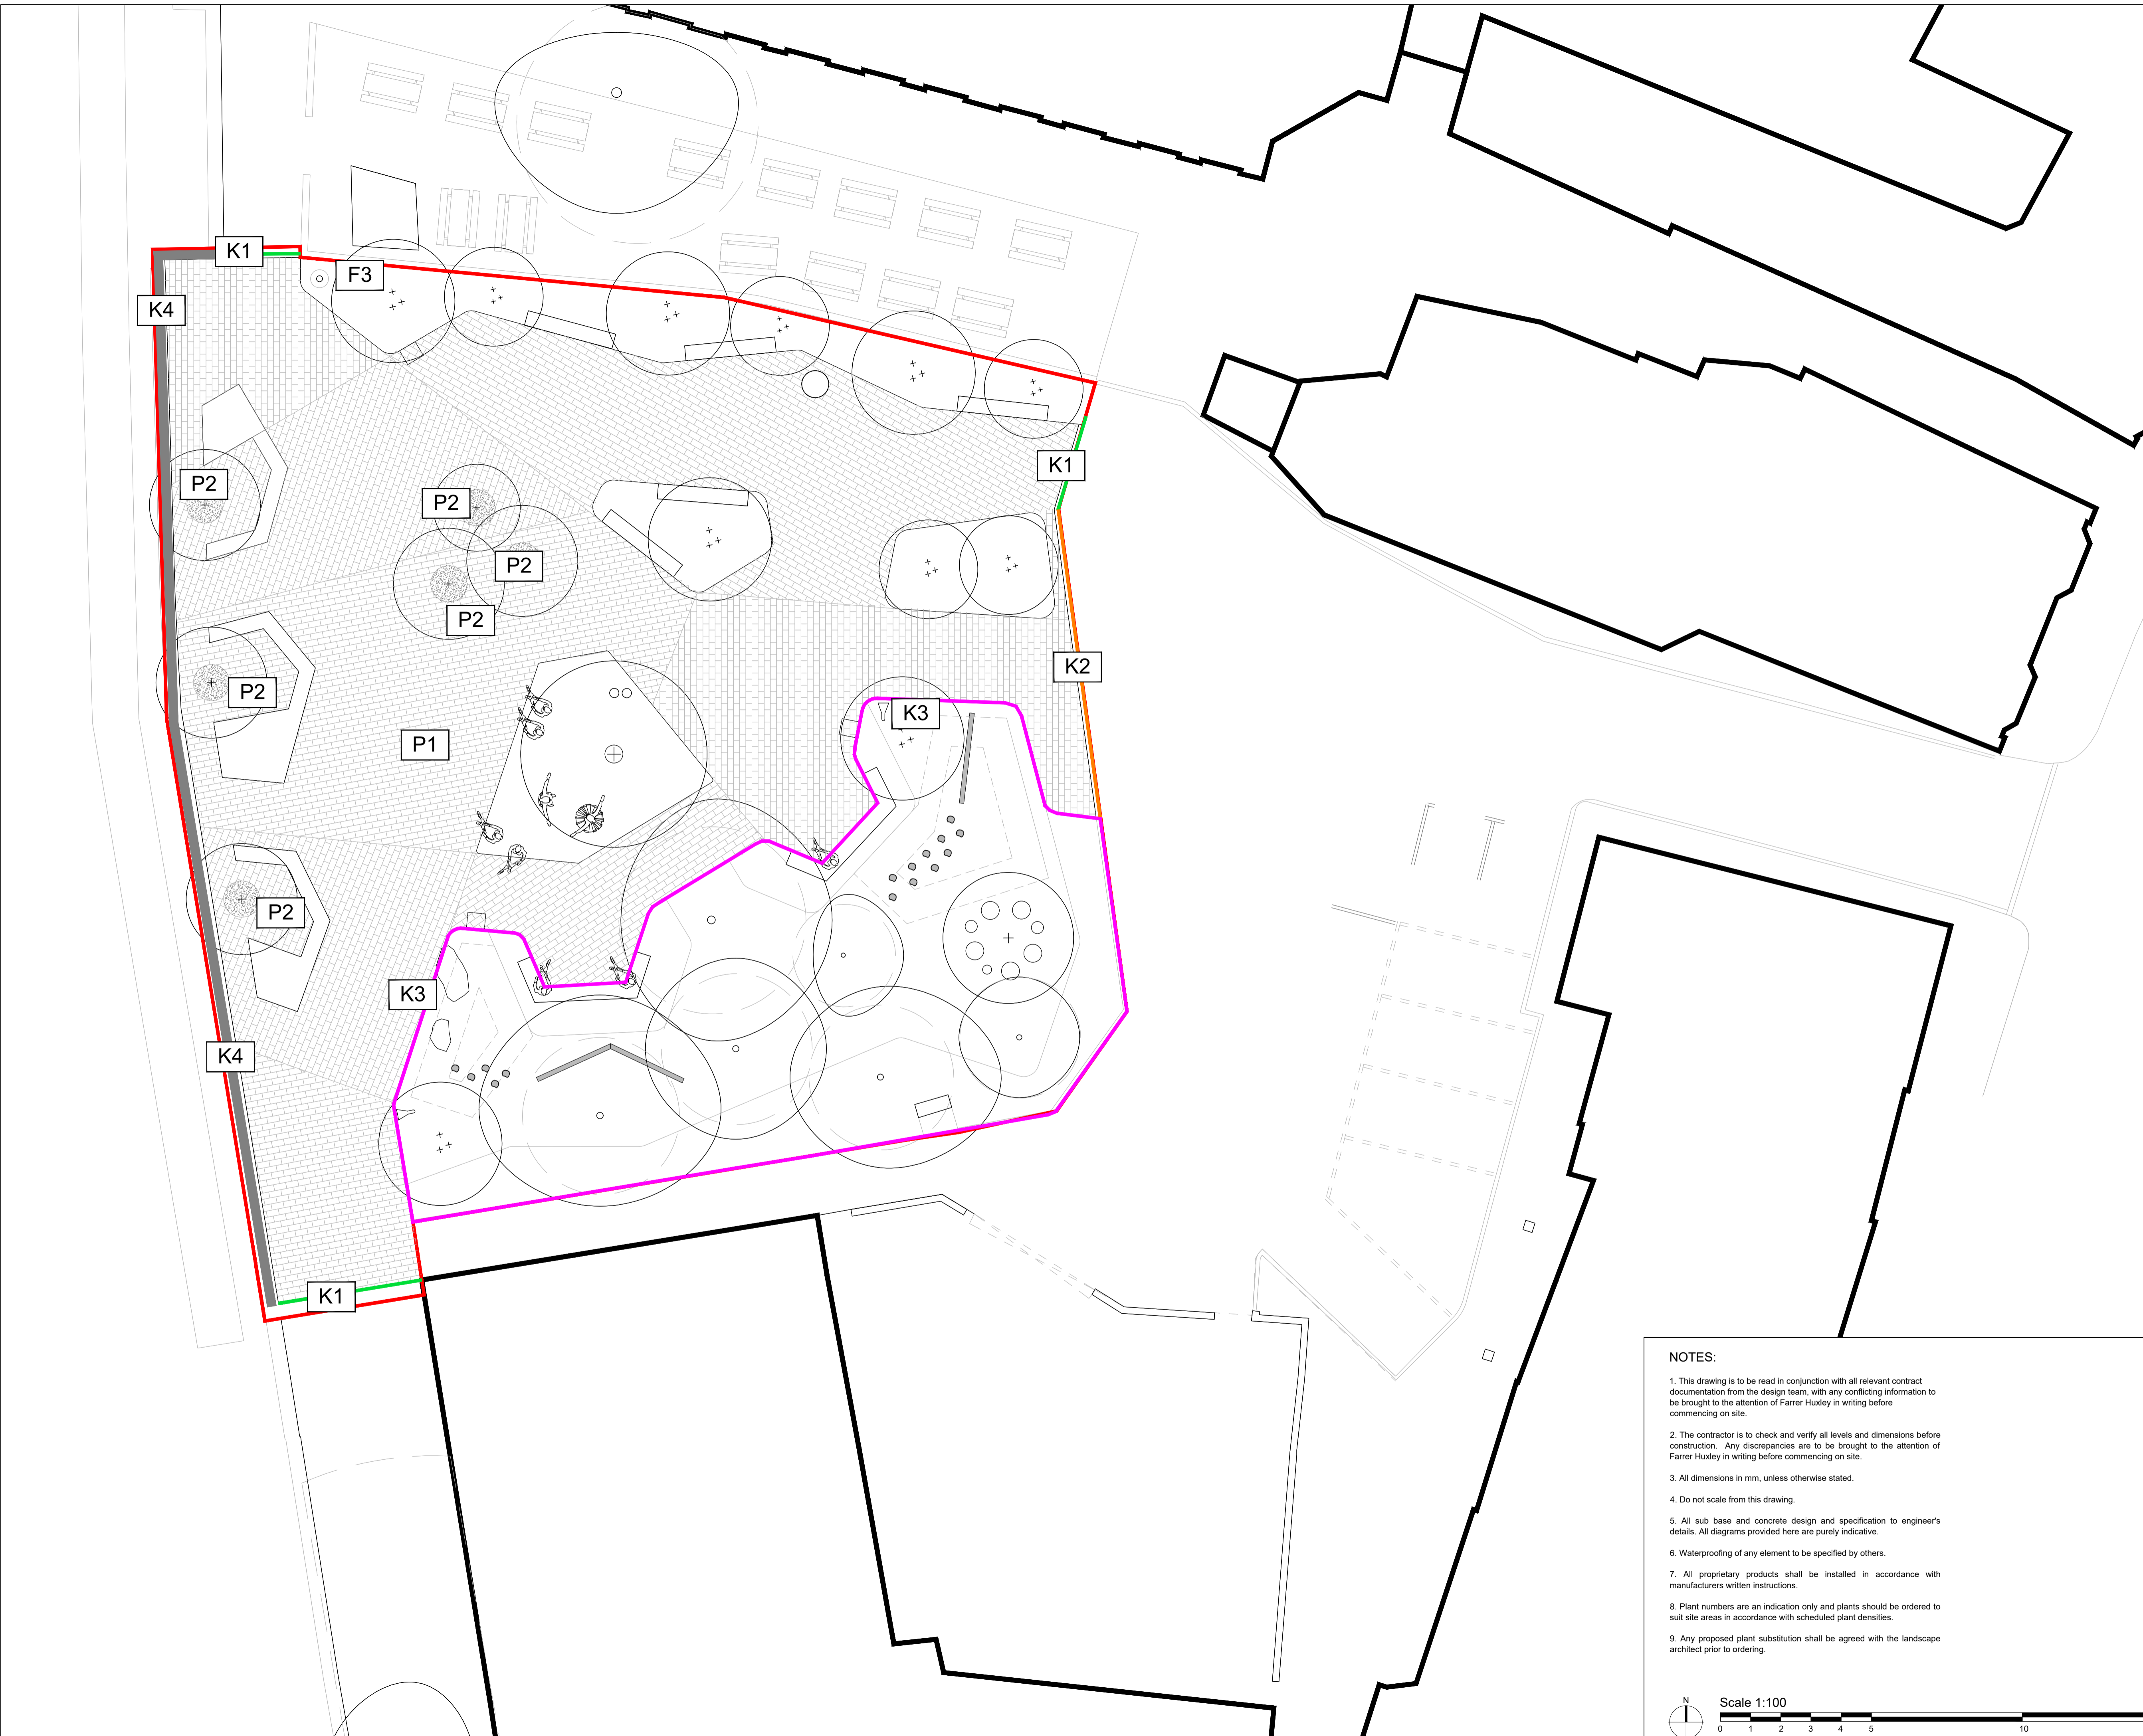 K1
F3
K4
K1
P2
P2
P2
P2
K2
P2
K3
P1
P2
K3
K4
K1
NOTES:
1. This drawing is to be read in conjunction with all relevant contract
documentation from the design team, with any conflicting information to
be brought to the attention of Farrer Huxley in writing before
commencing on site.
2. The contractor is to check and verify all levels and dimensions before
construction. Any discrepancies are to be brought to the attention of
Farrer Huxley in writing before commencing on site.
3. All dimensions in mm, unless otherwise stated.
4. Do not scale from this drawing.
5. All sub base and concrete design and specification to engineer's
details. All diagrams provided here are purely indicative.
6. Waterproofing of any element to be specified by others.
7. All proprietary products shall be installed in accordance with
manufacturers written instructions.
8. Plant numbers are an indication only and plants should be ordered to
suit site areas in accordance with scheduled plant densities.
9. Any proposed plant substitution shall be agreed with the landscape
architect prior to ordering.
N
Scale 1:100
0 1 2 3 4 5 10